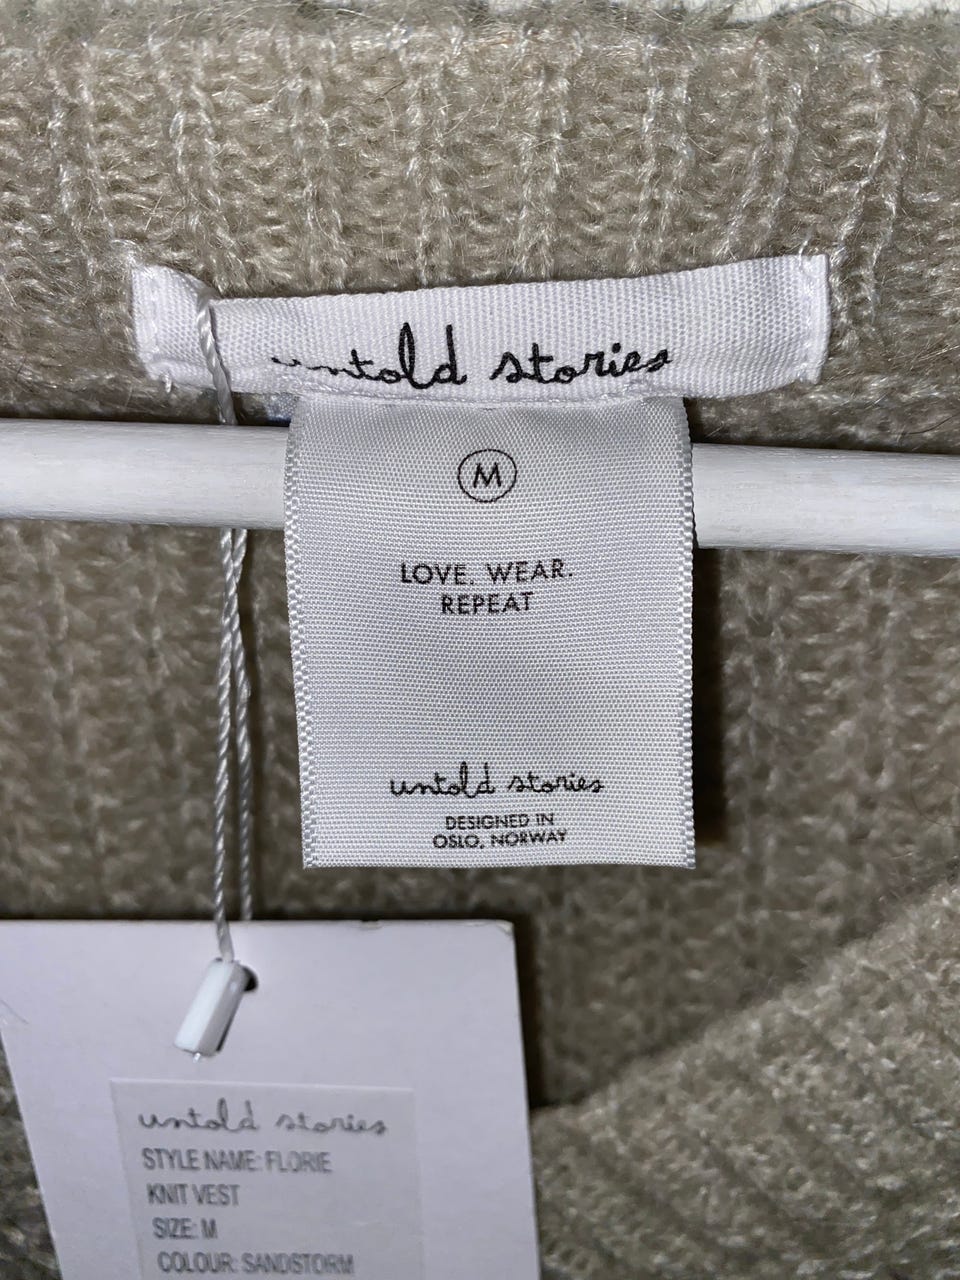 untold stories
M
LOVE. WEAR.
REPEAT
untold stories
DESIGNED IN
OSLO, NORWAY
untold stories
STYLE NAME: FLORIE
KNIT VEST
SIZE: M
COLOUR: SANDSTORM